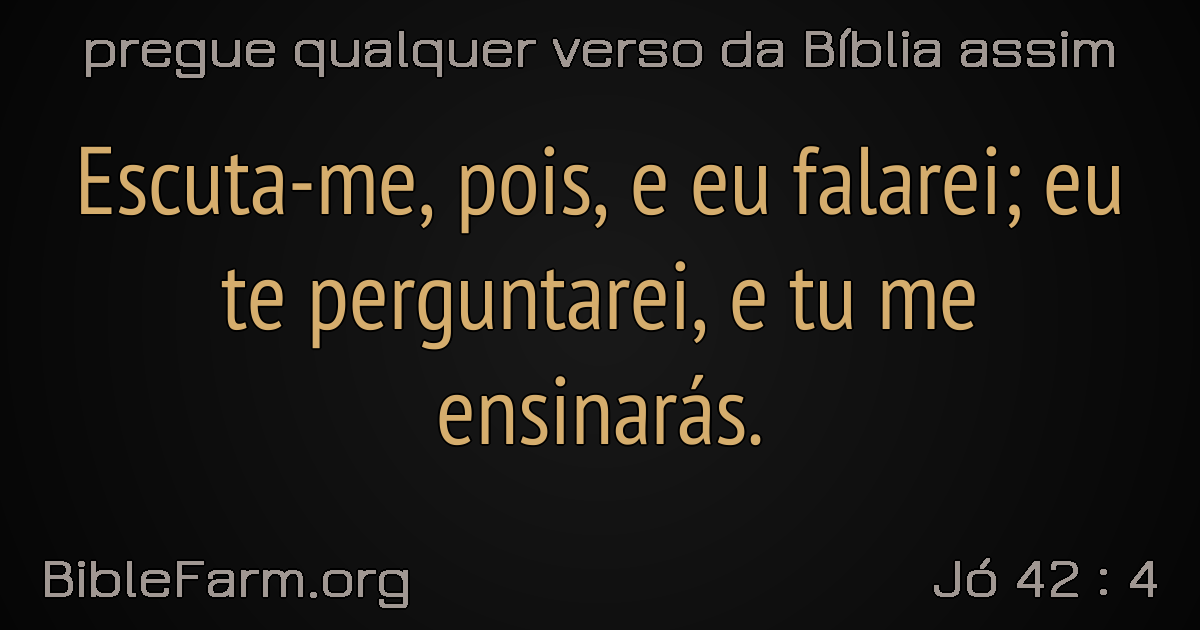 pregue qualquer verso da Bíblia assim
Escuta-me, pois, e eu falarei; eu
te perguntarei, e tu me
ensinarás.
BibleFarm.org
Jó 42 : 4